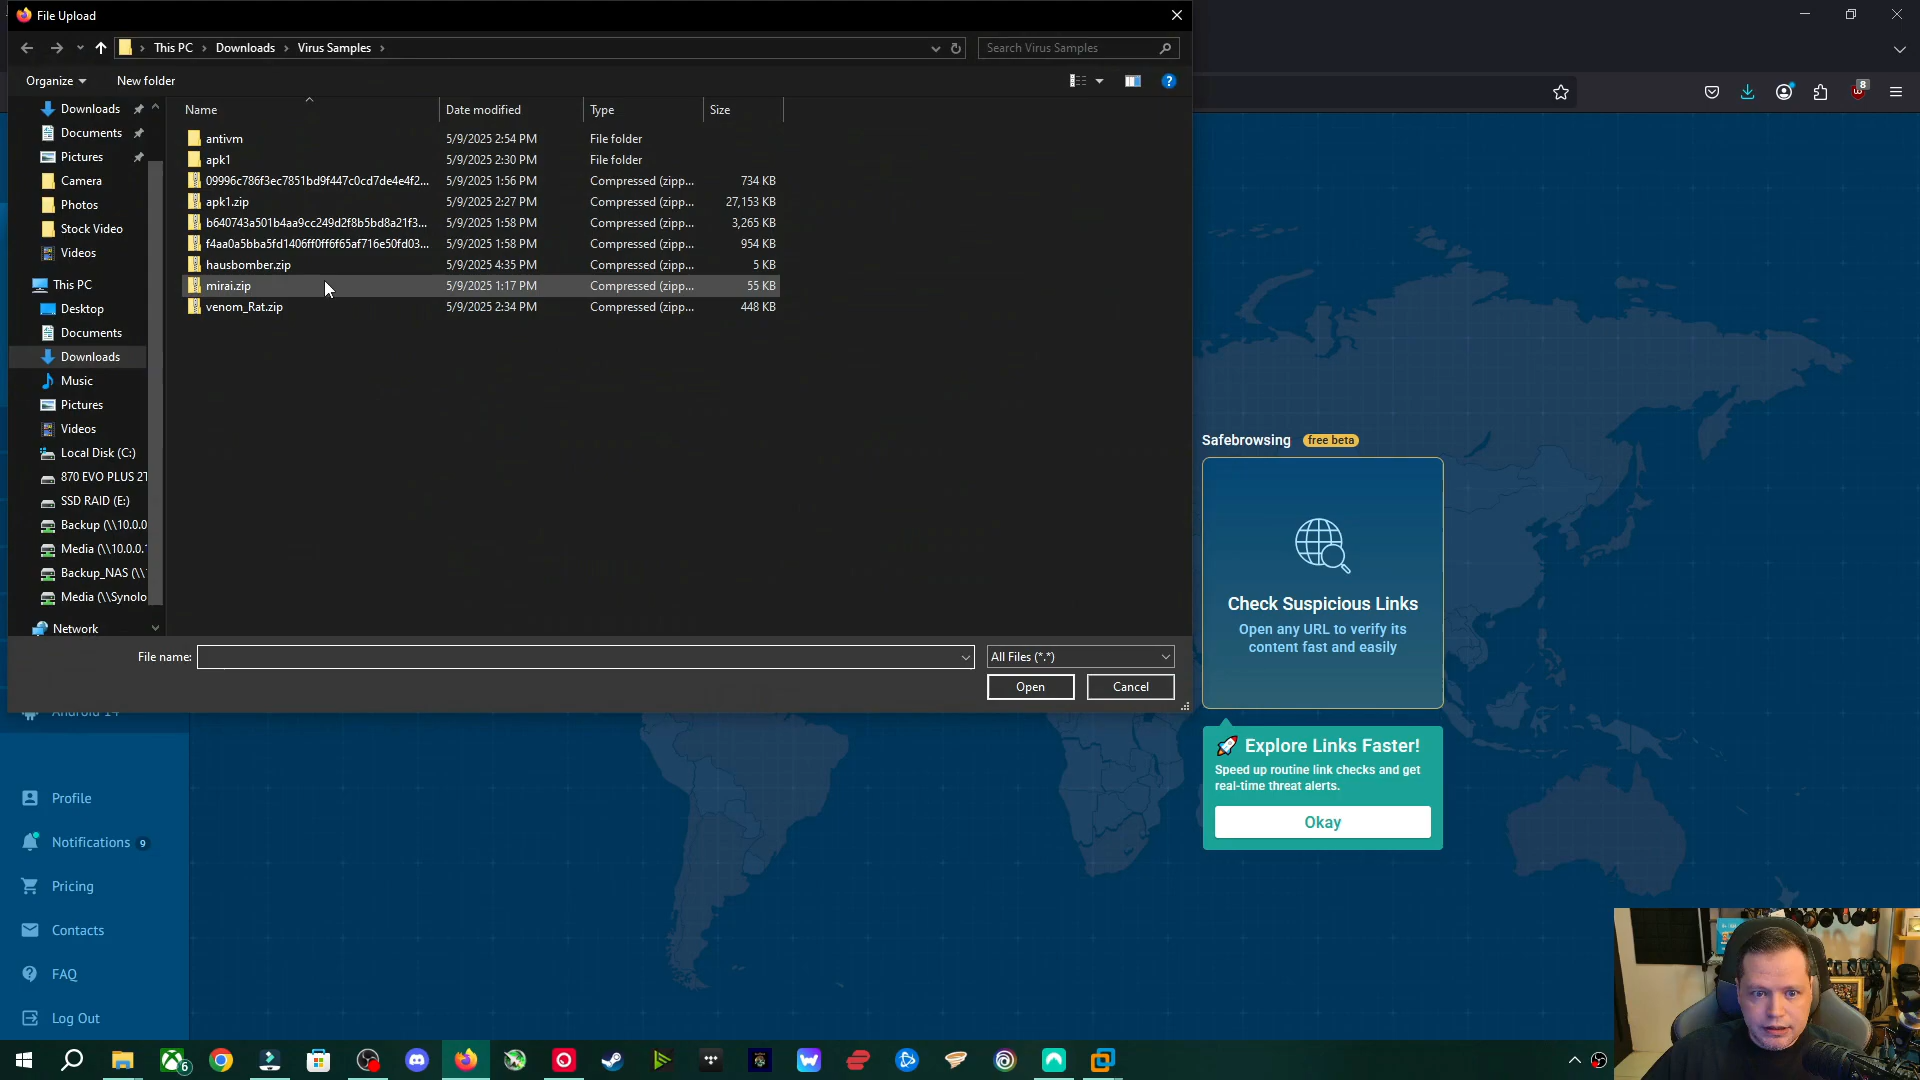 File Upload
This PC > Downloads > Virus Samples >
Search Virus Samples
Organize
New folder
Name
Date modified
Type
Size
Downloads
Documents
Pictures
Camera
Photos
Stock Video
Videos
This PC
Desktop
Documents
Downloads
Music
Pictures
Videos
Local Disk (C:)
870 EVO PLUS 2T
SSD RAID (E:)
Backup (\\10.0.0
Media (\\10.0.0.1
Backup_NAS (\\
Media (\\Synolo
Network
antivm 5/9/2025 2:54 PM File folder
apk1 5/9/2025 2:30 PM File folder
09996c786f3ec7851bd9f447c0cd7de4e4f2... 5/9/2025 1:56 PM Compressed (zipp... 734 KB
apk1.zip 5/9/2025 2:27 PM Compressed (zipp... 27,153 KB
b640743a501b4aa9cc249d2f8b5bd8a21f3... 5/9/2025 1:58 PM Compressed (zipp... 3,265 KB
f4aa0a5bba5fd1406ff0ff6f65af716e50fd03... 5/9/2025 1:58 PM Compressed (zipp... 954 KB
hausbomber.zip 5/9/2025 4:35 PM Compressed (zipp... 5 KB
mirai.zip 5/9/2025 1:17 PM Compressed (zipp... 55 KB
venom_Rat.zip 5/9/2025 2:34 PM Compressed (zipp... 448 KB
File name:
All Files (*.*)
Open
Cancel
8
Safebrowsing free beta
Check Suspicious Links
Open any URL to verify its
content fast and easily
Explore Links Faster!
Speed up routine link checks and get
real-time threat alerts.
Okay
Android 14
Profile
Notifications 9
Pricing
Contacts
FAQ
Log Out
6